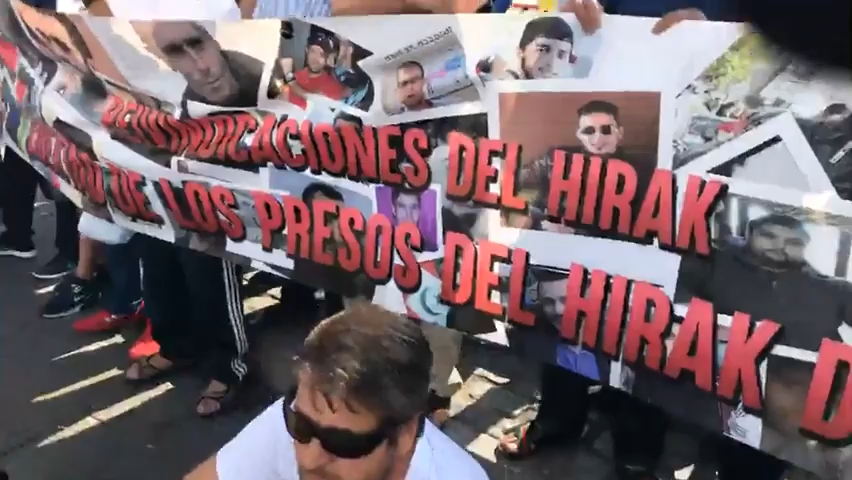 REIVINDICACIONES DEL HIRAK
DE LOS PRESOS DEL HIRAK D